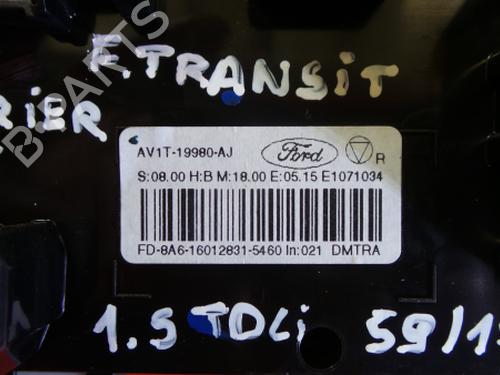 F.TRANSIT
RIER
AV1T-19980-AJ Ford R
S:08.00 H:B M:18.00 E:05.15 E1071034
FD-8A6-16012831-5460 In:021 DMTRA
1.5 TDCi 59/1